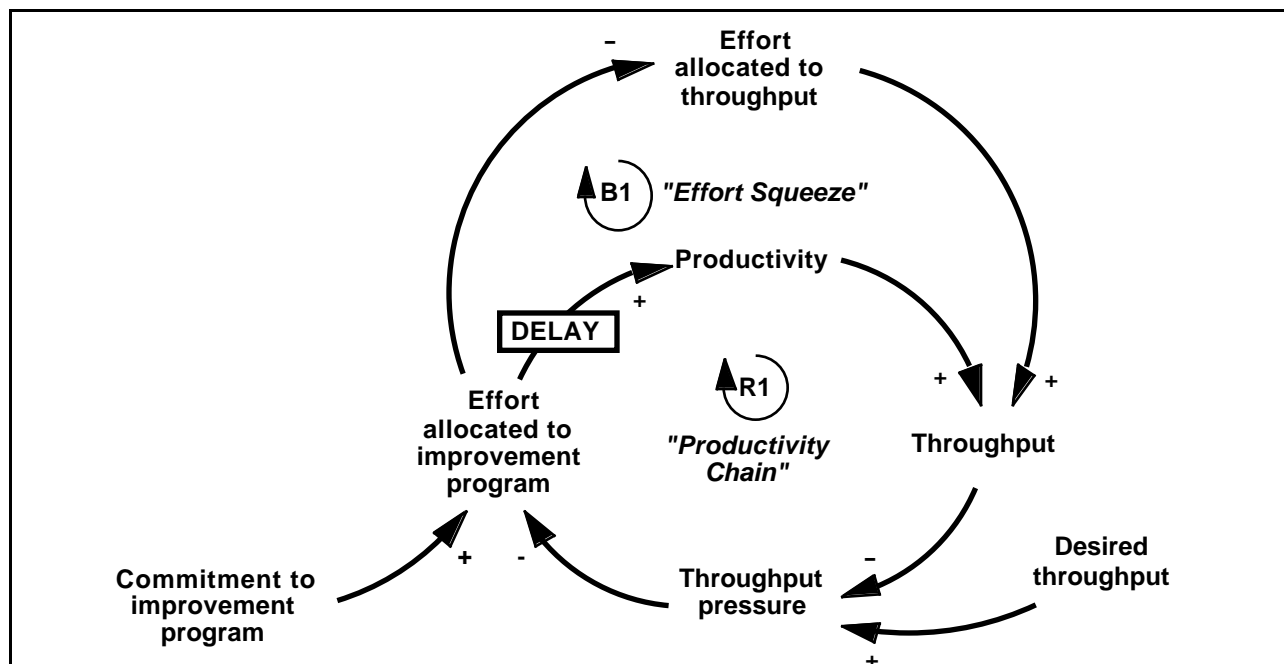 –
Effort
allocated to
throughput
B1
"Effort Squeeze"
Productivity
+
DELAY
R1
+
+
Effort
allocated to
improvement
program
"Productivity
Chain"
Throughput
Commitment to
improvement
program
+
-
Throughput
pressure
–
Desired
throughput
+